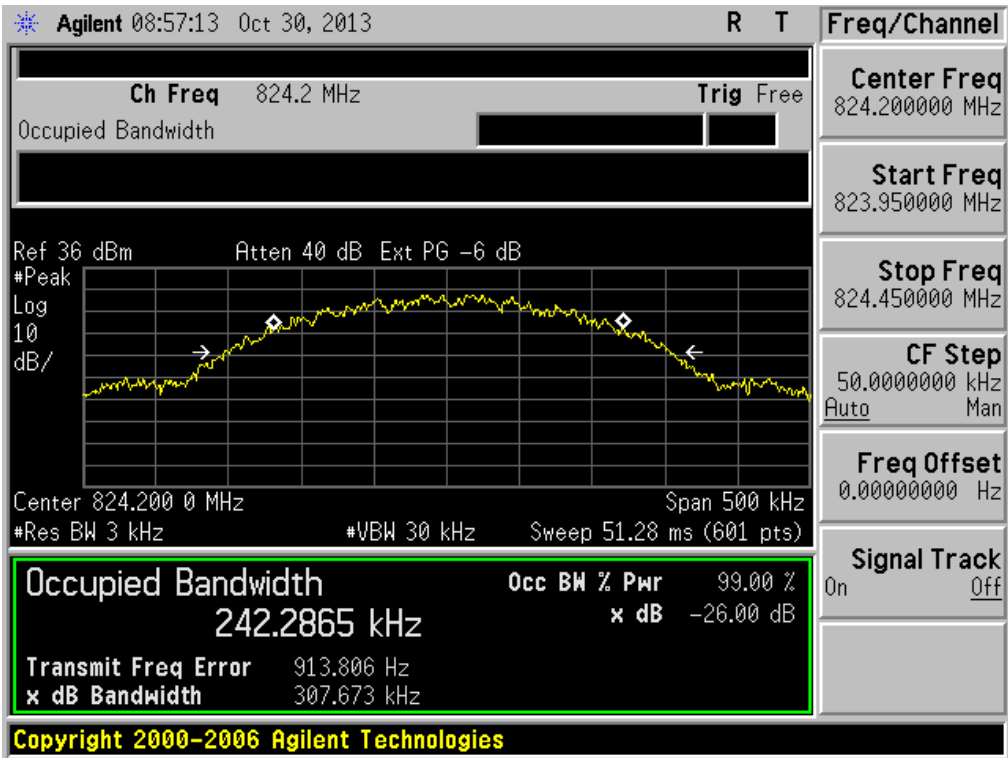 Agilent 08:57:13 Oct 30, 2013 R T
Ch Freq 824.2 MHz Trig Free
Occupied Bandwidth
Ref 36 dBm Atten 40 dB Ext PG -6 dB
#Peak
Log
10
dB/
Center 824.200 0 MHz Span 500 kHz
#Res BW 3 kHz #VBW 30 kHz Sweep 51.28 ms (601 pts)
Occupied Bandwidth Occ BW % Pwr 99.00 %
242.2865 kHz x dB -26.00 dB
Transmit Freq Error 913.806 Hz
x dB Bandwidth 307.673 kHz
Copyright 2000-2006 Agilent Technologies
Freq/Channel
Center Freq
824.200000 MHz
Start Freq
823.950000 MHz
Stop Freq
824.450000 MHz
CF Step
50.0000000 kHz
Auto Man
Freq Offset
0.00000000 Hz
Signal Track
On Off